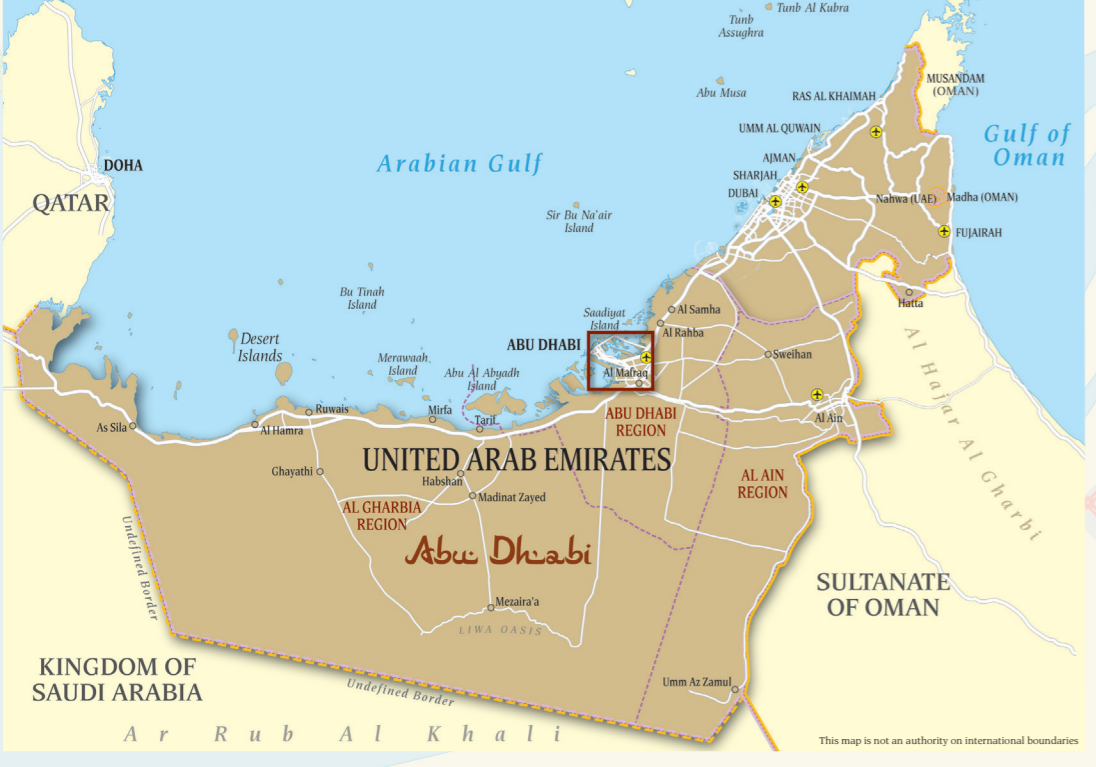 Tunb Al Kubra
Tunb
Assughra
MUSANDAM
(OMAN)
Abu Musa
RAS AL KHAIMAH
UMM AL QUWAIN
Gulf of
Oman
Arabian Gulf
DOHA
AJMAN
SHARJAH
DUBAI
QATAR
Nahwa (UAE)
Madha (OMAN)
Sir Bu Na'air
Island
FUJAIRAH
Bu Tinah
Island
Hatta
Saadiyat
Island
Al Samha
Al Rahba
Desert
Islands
ABU DHABI
Sweihan
Merawaah
Island
Abu Al Abyadh
Island
Al Mafraq
Al Hajar Al Gharbi
As Sila
Al Hamra
Ruwais
Mirfa
Tarif
ABU DHABI
REGION
Al Ain
UNITED ARAB EMIRATES
Ghayathi
Habshan
AL AIN
REGION
Madinat Zayed
AL GHARBIA
REGION
Abu Dhabi
Undefined Border
SULTANATE
OF OMAN
Mezaira'a
LIWA OASIS
KINGDOM OF
SAUDI ARABIA
Umm Az Zamul
Undefined Border
Ar Rub Al Khali
This map is not an authority on international boundaries